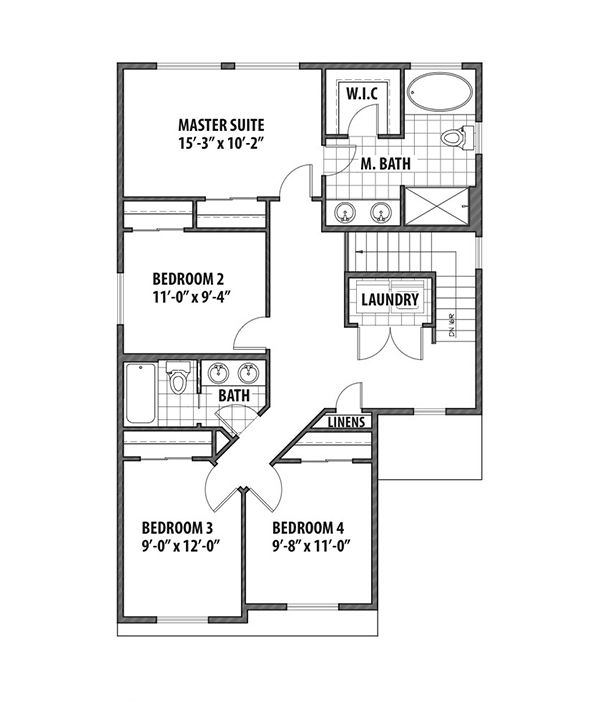 W.I.C
MASTER SUITE
15'-3" x 10'-2"
M. BATH
BEDROOM 2
11'-0" x 9'-4"
LAUNDRY
DN 16R
BATH
LINENS
BEDROOM 3
9'-0" x 12'-0"
BEDROOM 4
9'-8" x 11'-0"